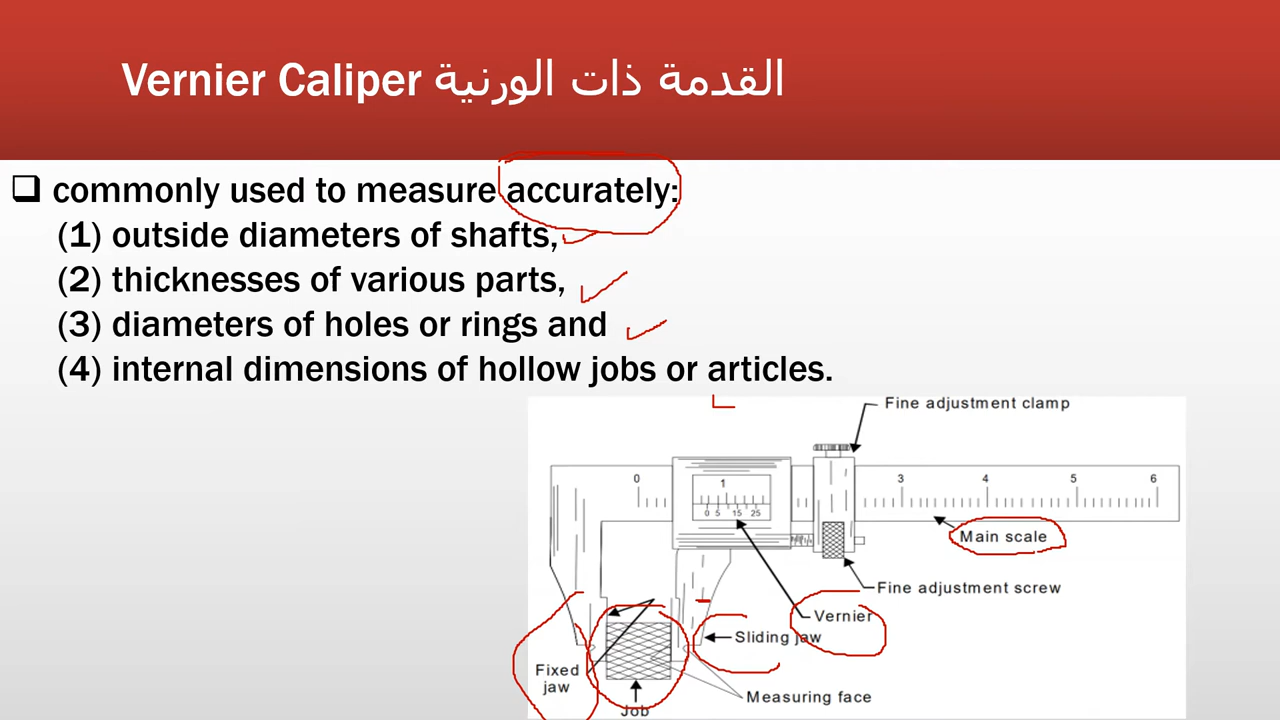 Vernier Caliper القدمة ذات الورنية
❑ commonly used to measure accurately:
(1) outside diameters of shafts,
(2) thicknesses of various parts,
(3) diameters of holes or rings and
(4) internal dimensions of hollow jobs or articles.
Fine adjustment clamp
0 1 3 4 5 6
0 5 15 25
Main scale
Fine adjustment screw
Vernier
Sliding jaw
Fixed
jaw
Measuring face
Job